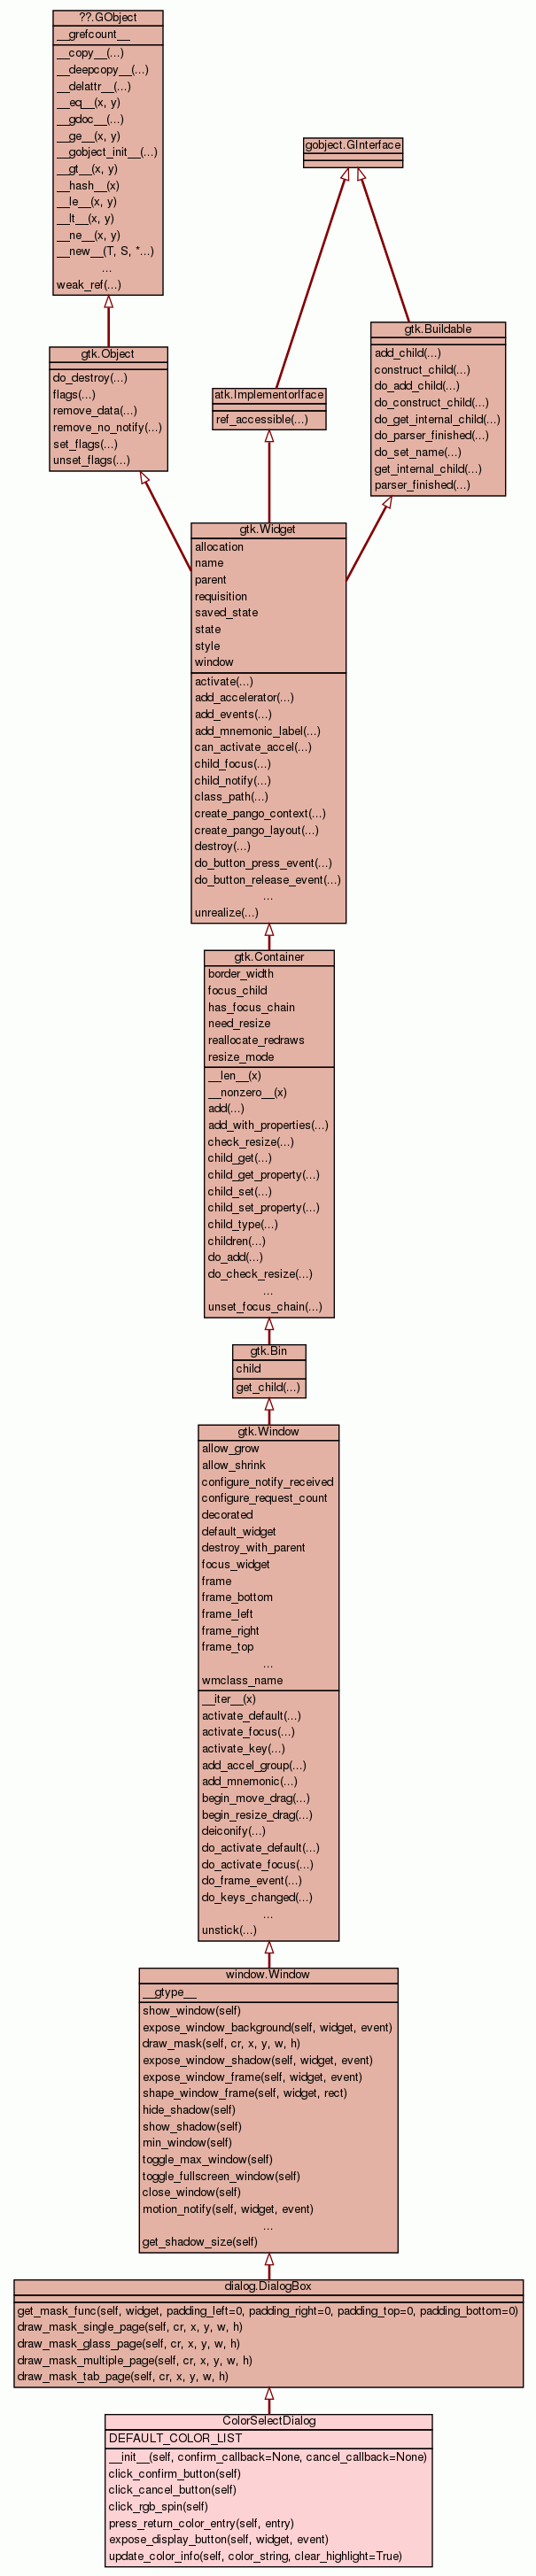 ??.GObject
__grefcount__
__copy__(...)
__deepcopy__(...)
__delattr__(...)
__eq__(x, y)
__gdoc__(...)
__ge__(x, y)
__gobject_init__(...)
__gt__(x, y)
__hash__(x)
__le__(x, y)
__lt__(x, y)
__ne__(x, y)
__new__(T, S, *...)
...
weak_ref(...)
gobject.GInterface
gtk.Object
do_destroy(...)
flags(...)
remove_data(...)
remove_no_notify(...)
set_flags(...)
unset_flags(...)
atk.ImplementorIface
ref_accessible(...)
gtk.Buildable
add_child(...)
construct_child(...)
do_add_child(...)
do_construct_child(...)
do_get_internal_child(...)
do_parser_finished(...)
do_set_name(...)
get_internal_child(...)
parser_finished(...)
gtk.Widget
allocation
name
parent
requisition
saved_state
state
style
window
activate(...)
add_accelerator(...)
add_events(...)
add_mnemonic_label(...)
can_activate_accel(...)
child_focus(...)
child_notify(...)
class_path(...)
create_pango_context(...)
create_pango_layout(...)
destroy(...)
do_button_press_event(...)
do_button_release_event(...)
...
unrealize(...)
gtk.Container
border_width
focus_child
has_focus_chain
need_resize
reallocate_redraws
resize_mode
__len__(x)
__nonzero__(x)
add(...)
add_with_properties(...)
check_resize(...)
child_get(...)
child_get_property(...)
child_set(...)
child_set_property(...)
child_type(...)
children(...)
do_add(...)
do_check_resize(...)
...
unset_focus_chain(...)
gtk.Bin
child
get_child(...)
gtk.Window
allow_grow
allow_shrink
configure_notify_received
configure_request_count
decorated
default_widget
destroy_with_parent
focus_widget
frame
frame_bottom
frame_left
frame_right
frame_top
...
wmclass_name
__iter__(x)
activate_default(...)
activate_focus(...)
activate_key(...)
add_accel_group(...)
add_mnemonic(...)
begin_move_drag(...)
begin_resize_drag(...)
deiconify(...)
do_activate_default(...)
do_activate_focus(...)
do_frame_event(...)
do_keys_changed(...)
...
unstick(...)
window.Window
__gtype__
show_window(self)
expose_window_background(self, widget, event)
draw_mask(self, cr, x, y, w, h)
expose_window_shadow(self, widget, event)
expose_window_frame(self, widget, event)
shape_window_frame(self, widget, rect)
hide_shadow(self)
show_shadow(self)
min_window(self)
toggle_max_window(self)
toggle_fullscreen_window(self)
close_window(self)
motion_notify(self, widget, event)
...
get_shadow_size(self)
dialog.DialogBox
get_mask_func(self, widget, padding_left=0, padding_right=0, padding_top=0, padding_bottom=0)
draw_mask_single_page(self, cr, x, y, w, h)
draw_mask_glass_page(self, cr, x, y, w, h)
draw_mask_multiple_page(self, cr, x, y, w, h)
draw_mask_tab_page(self, cr, x, y, w, h)
ColorSelectDialog
DEFAULT_COLOR_LIST
__init__(self, confirm_callback=None, cancel_callback=None)
click_confirm_button(self)
click_cancel_button(self)
click_rgb_spin(self)
press_return_color_entry(self, entry)
expose_display_button(self, widget, event)
update_color_info(self, color_string, clear_highlight=True)